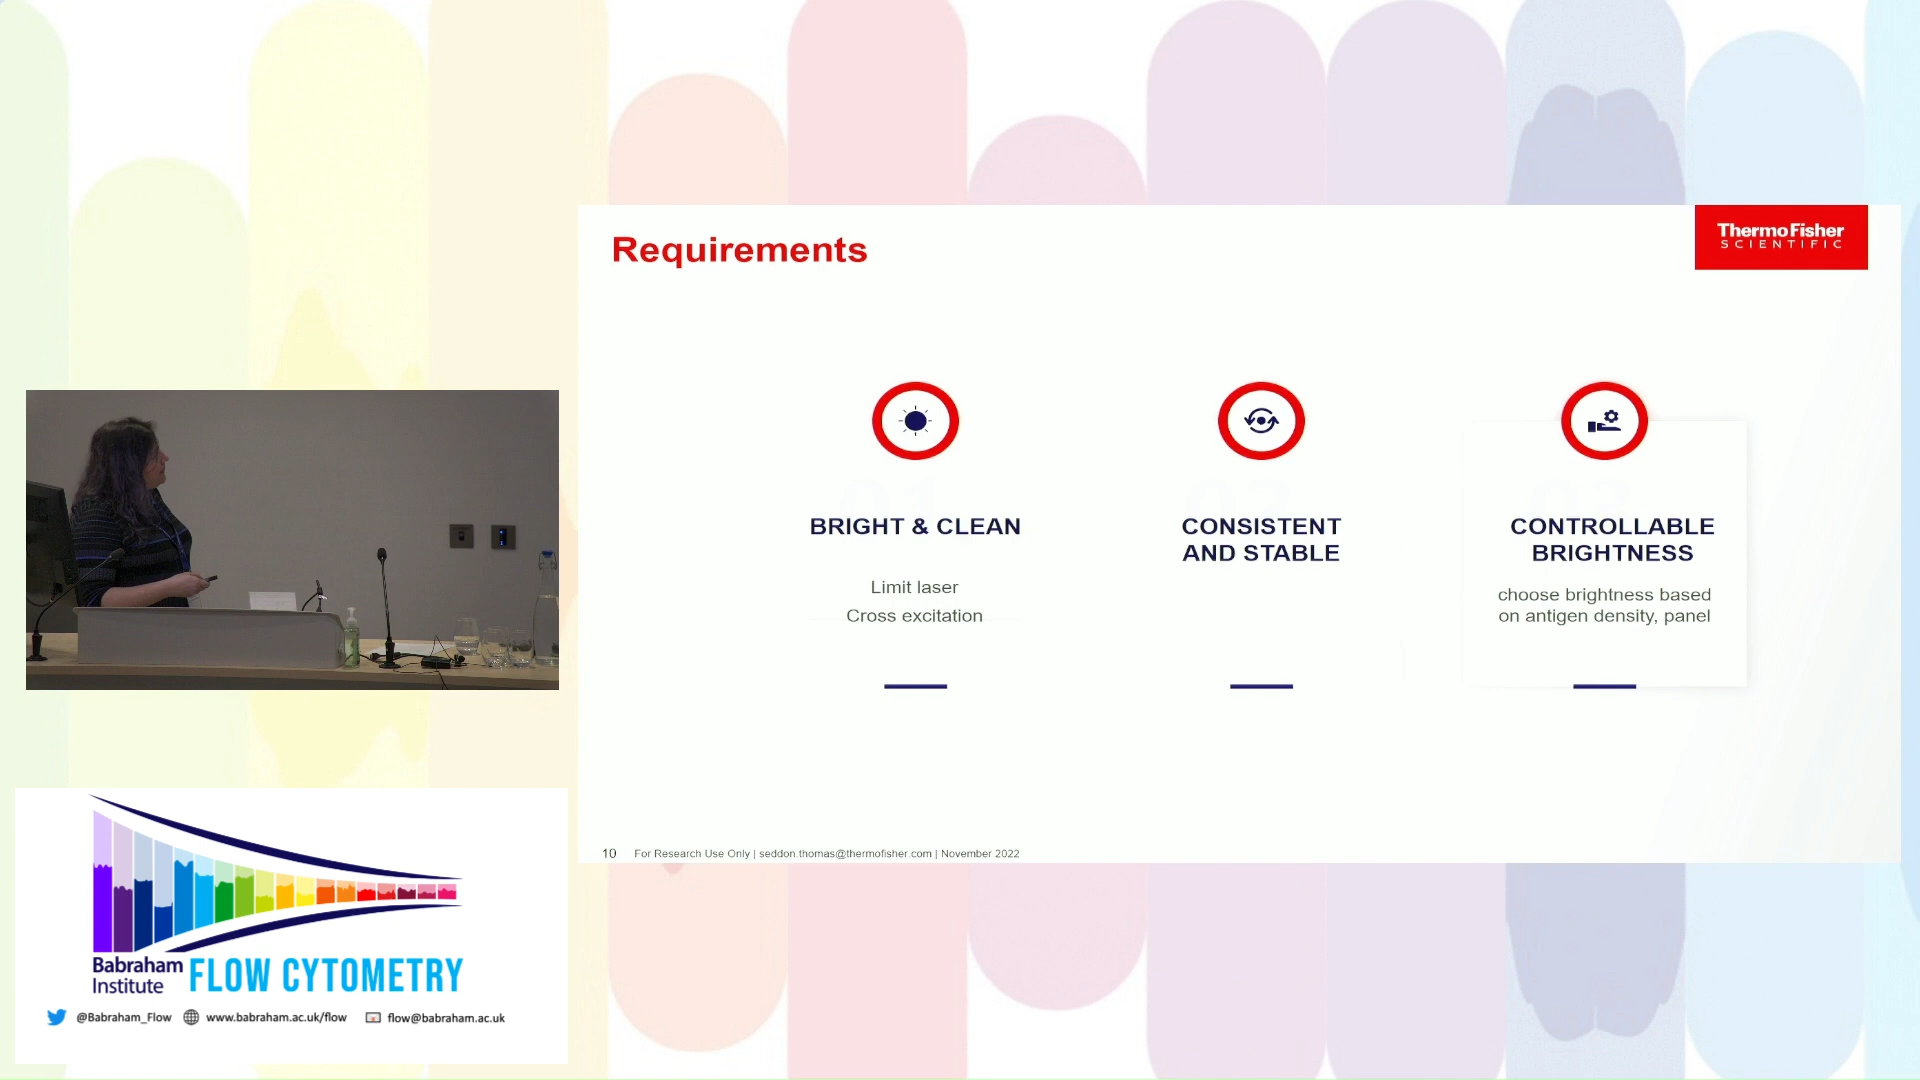 Requirements
ThermoFisher
SCIENTIFIC
BRIGHT & CLEAN
Limit laser
Cross excitation
CONSISTENT
AND STABLE
CONTROLLABLE
BRIGHTNESS
choose brightness based
on antigen density, panel
10 For Research Use Only | seddon.thomas@thermofisher.com | November 2022
Babraham
Institute
FLOW CYTOMETRY
@Babraham_Flow www.babraham.ac.uk/flow flow@babraham.ac.uk